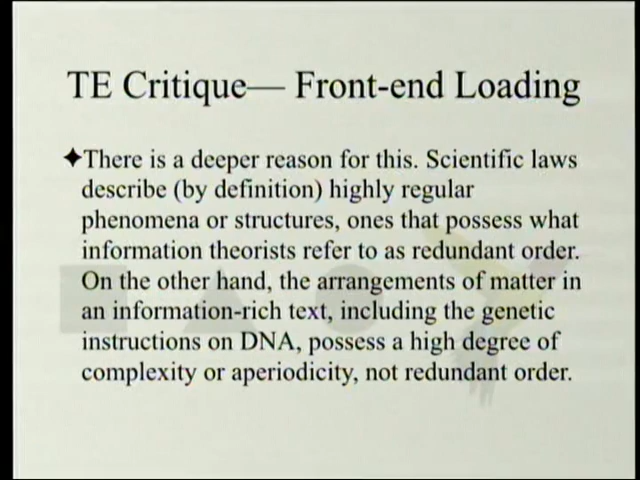 TE Critique— Front-end Loading
✦There is a deeper reason for this. Scientific laws
describe (by definition) highly regular
phenomena or structures, ones that possess what
information theorists refer to as redundant order.
On the other hand, the arrangements of matter in
an information-rich text, including the genetic
instructions on DNA, possess a high degree of
complexity or aperiodicity, not redundant order.